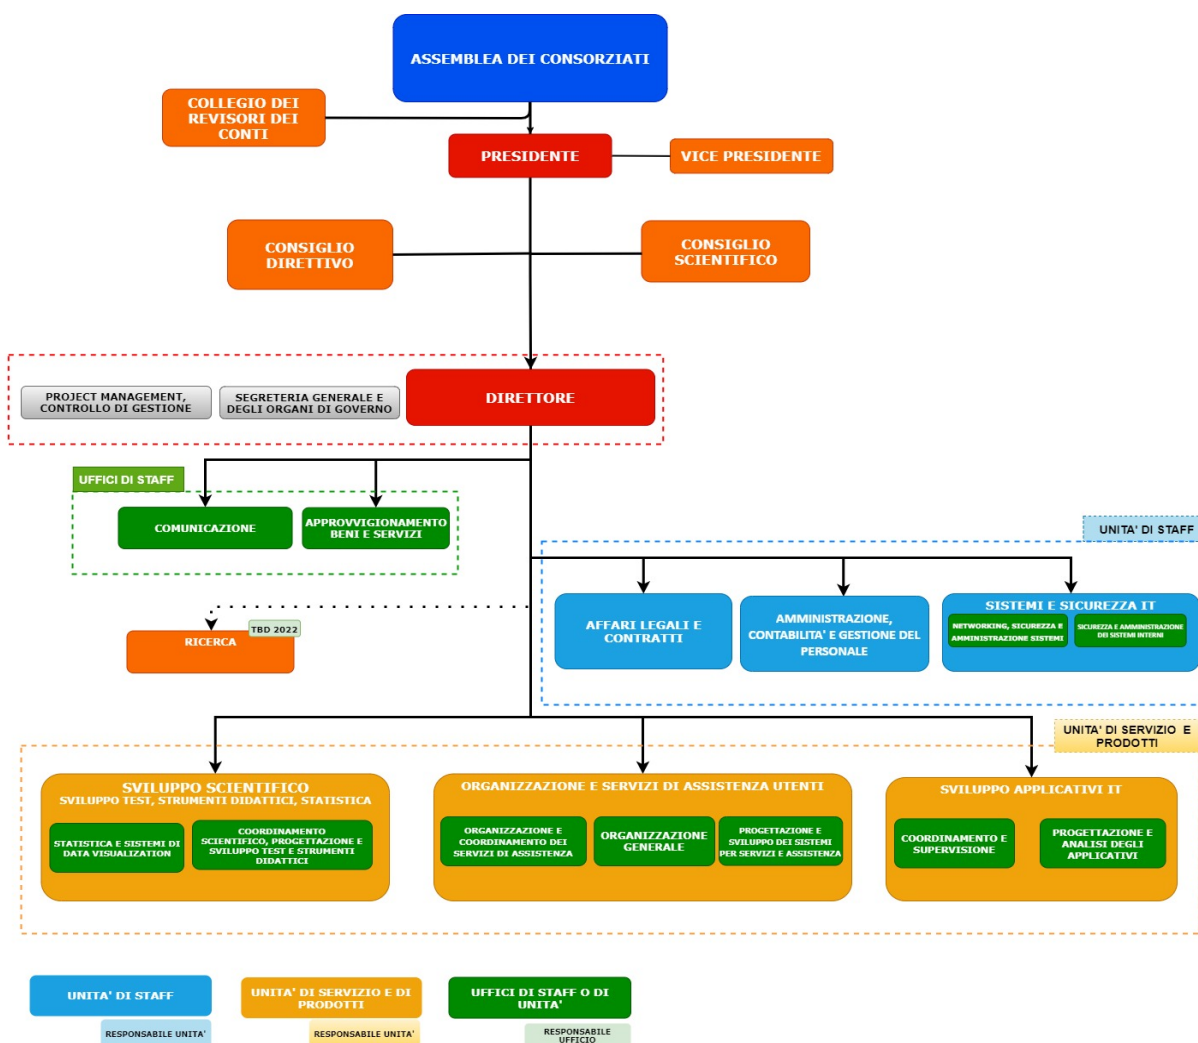 ASSEMBLEA DEI CONSORZIATI
COLLEGIO DEI
REVISORI DEI
CONTI
PRESIDENTE
VICE PRESIDENTE
CONSIGLIO
DIRETTIVO
CONSIGLIO
SCIENTIFICO
PROJECT MANAGEMENT,
CONTROLLO DI GESTIONE
SEGRETERIA GENERALE E
DEGLI ORGANI DI GOVERNO
DIRETTORE
UFFICI DI STAFF
COMUNICAZIONE
APPROVVIGIONAMENTO
BENI E SERVIZI
UNITA' DI STAFF
AFFARI LEGALI E
CONTRATTI
AMMINISTRAZIONE,
CONTABILITA' E GESTIONE DEL
PERSONALE
SISTEMI E SICUREZZA IT
NETWORKING, SICUREZZA E
AMMINISTRAZIONE SISTEMI
SICUREZZA E AMMINISTRAZIONE
DEI SISTEMI INTERNI
TBD 2022
RICERCA
UNITA' DI SERVIZIO E
PRODOTTI
SVILUPPO SCIENTIFICO
SVILUPPO TEST, STRUMENTI DIDATTICI, STATISTICA
STATISTICA E SISTEMI DI
DATA VISUALIZATION
COORDINAMENTO
SCIENTIFICO, PROGETTAZIONE E
SVILUPPO TEST E STRUMENTI
DIDATTICI
ORGANIZZAZIONE E SERVIZI DI ASSISTENZA UTENTI
ORGANIZZAZIONE E
COORDINAMENTO DEI
SERVIZI DI ASSISTENZA
ORGANIZZAZIONE
GENERALE
PROGETTAZIONE E
SVILUPPO DEI SISTEMI
PER SERVIZI E ASSISTENZA
SVILUPPO APPLICATIVI IT
COORDINAMENTO E
SUPERVISIONE
PROGETTAZIONE E
ANALISI DEGLI
APPLICATIVI
UNITA' DI STAFF
RESPONSABILE UNITA'
UNITA' DI SERVIZIO E DI
PRODOTTI
RESPONSABILE UNITA'
UFFICI DI STAFF O DI
UNITA'
RESPONSABILE
UFFICIO